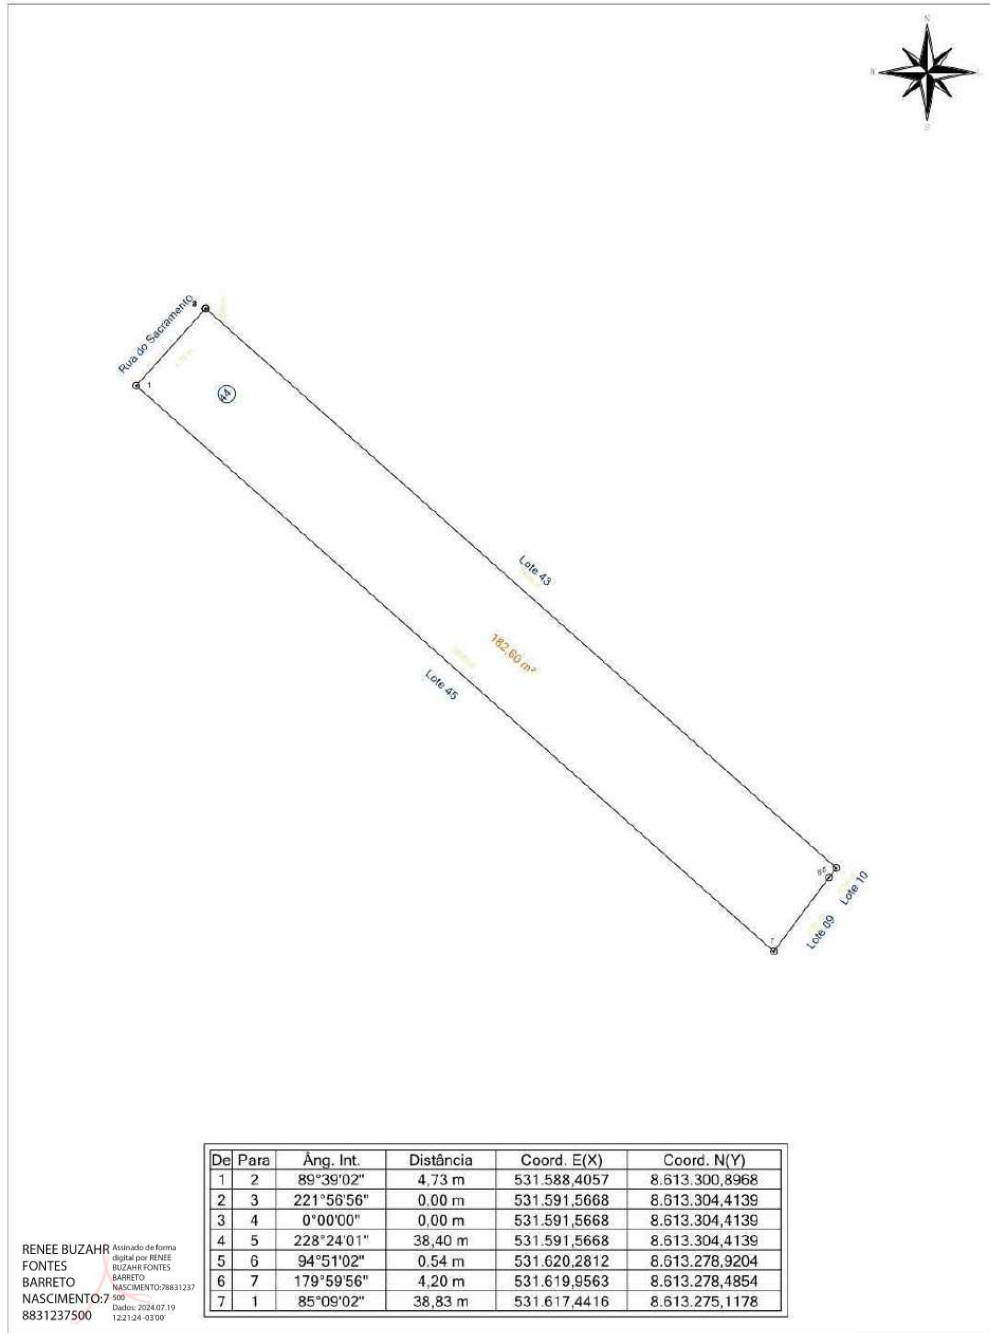 N
S
Rua do Sacramento
1
44
Lote 43
182,60 m²
Lote 45
Lote 10
Lote 09
7
De Para Âng. Int. Distância Coord. E(X) Coord. N(Y)
1 2 89°39'02" 4,73 m 531.588,4057 8.613.300,8968
2 3 221°56'56" 0,00 m 531.591,5668 8.613.304,4139
3 4 0°00'00" 0,00 m 531.591,5668 8.613.304,4139
4 5 228°24'01" 38,40 m 531.591,5668 8.613.304,4139
5 6 94°51'02" 0,54 m 531.620,2812 8.613.278,9204
6 7 179°59'56" 4,20 m 531.619,9563 8.613.278,4854
7 1 85°09'02" 38,83 m 531.617,4416 8.613.275,1178
RENEE BUZAHR
FONTES
BARRETO
NASCIMENTO:7
8831237500
Assinado de forma
digital por RENEE
BUZAHR FONTES
BARRETO
NASCIMENTO:78831237
500
Dados: 2024.07.19
12:21:24 -03'00'